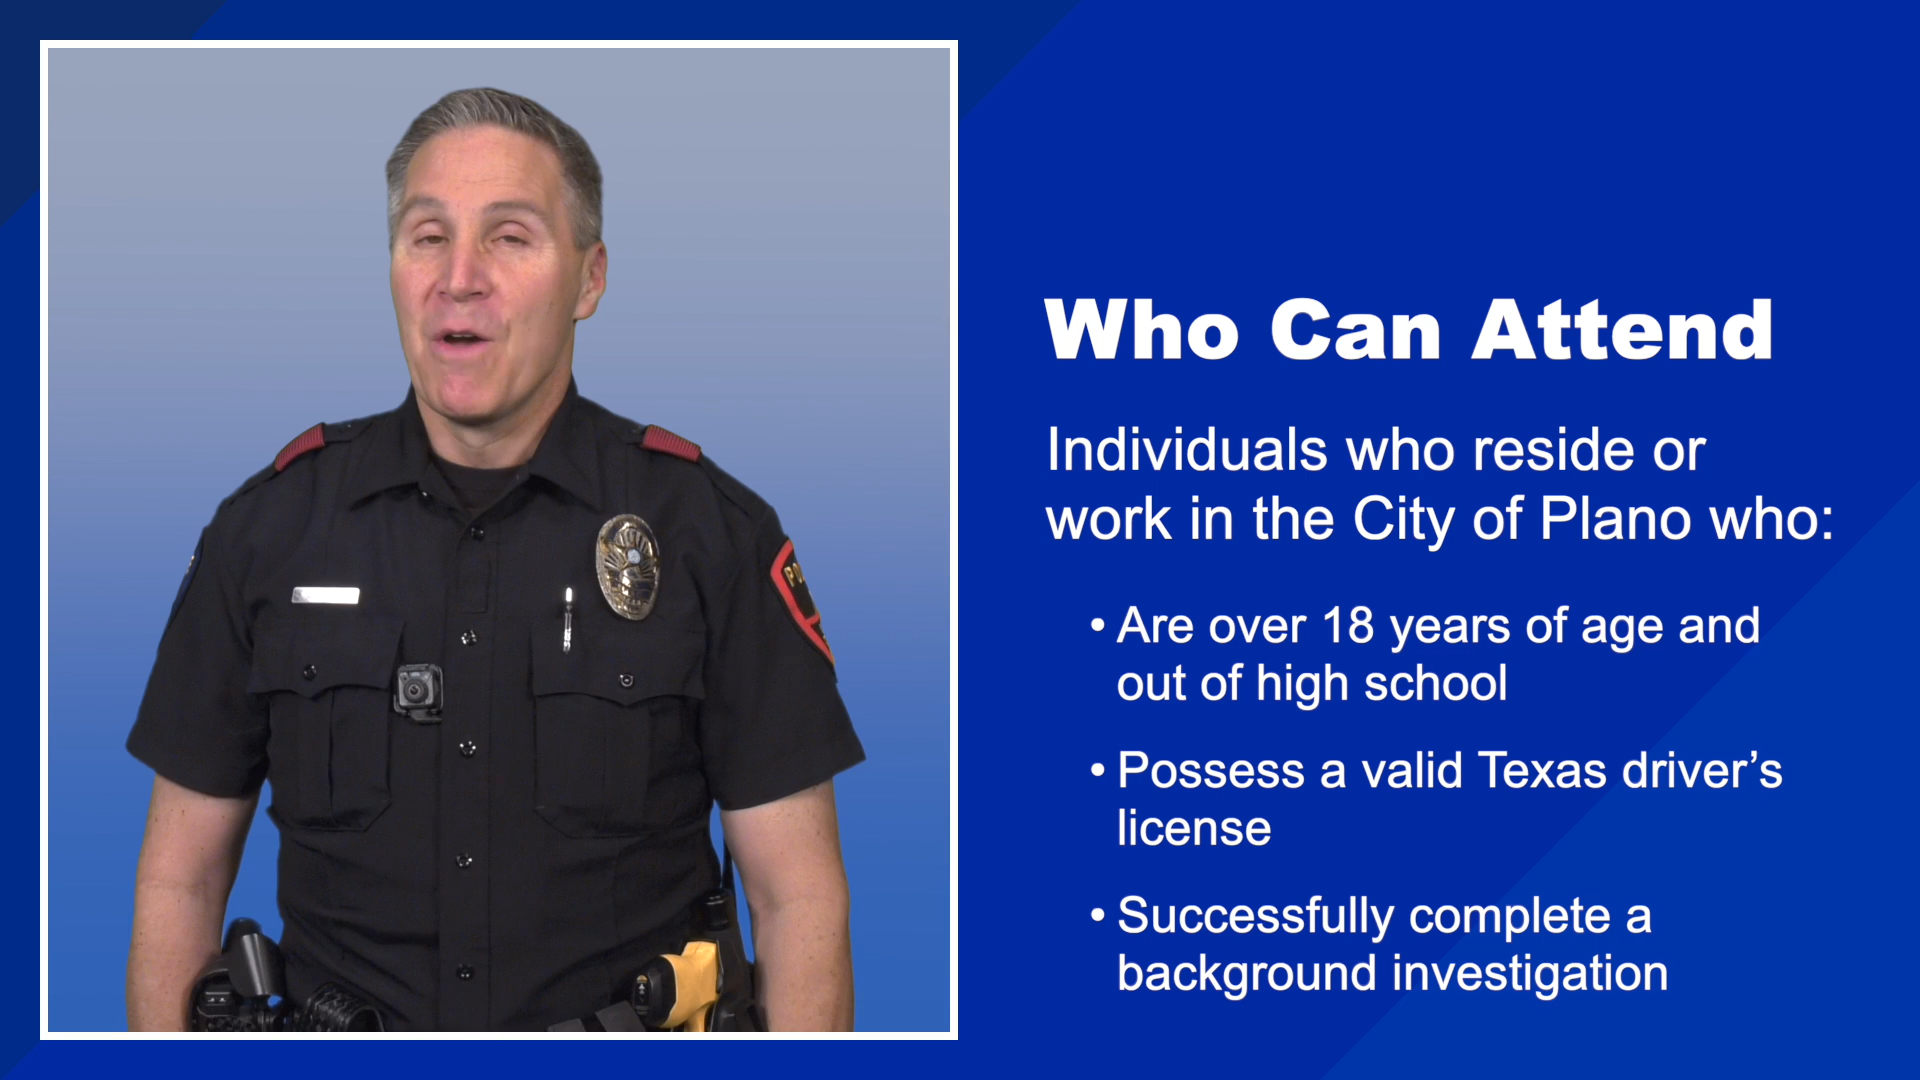 Who Can Attend
Individuals who reside or
work in the City of Plano who:
• Are over 18 years of age and
out of high school
• Possess a valid Texas driver’s
license
• Successfully complete a
background investigation